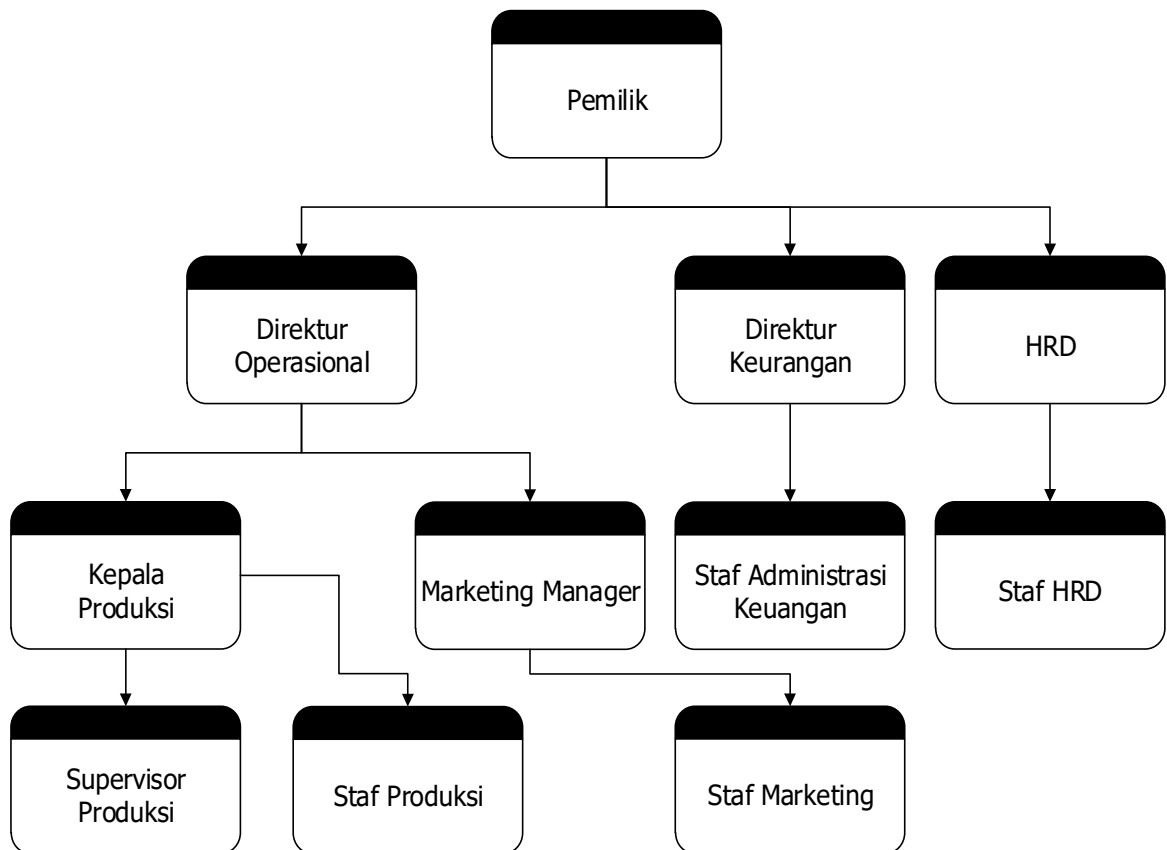 Pemilik
Direktur
Operasional
Direktur
Keurangan
HRD
Kepala
Produksi
Marketing Manager
Staf Administrasi
Keuangan
Staf HRD
Supervisor
Produksi
Staf Produksi
Staf Marketing